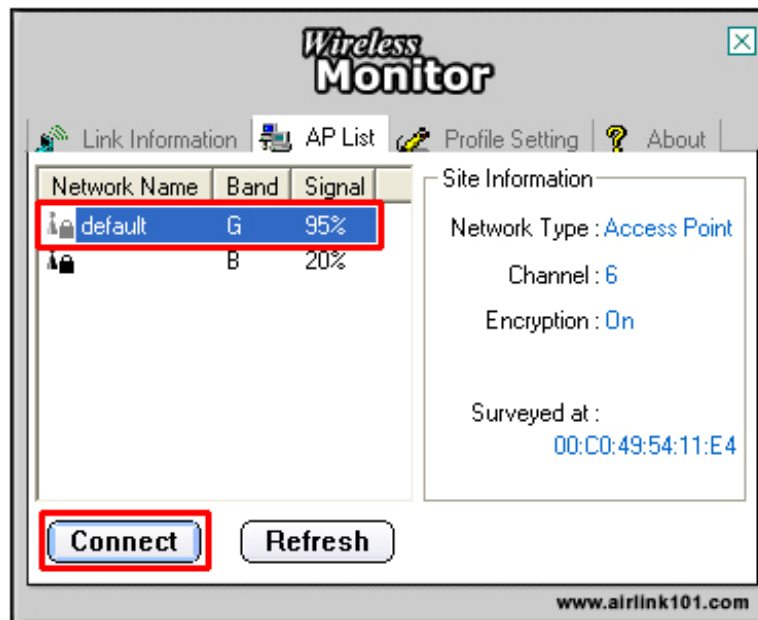 Wireless
Monitor
Link Information AP List Profile Setting About
Network Name Band Signal
default G 95%
B 20%
Site Information
Network Type : Access Point
Channel : 6
Encryption : On
Surveyed at :
00:C0:49:54:11:E4
Connect Refresh
www.airlink101.com